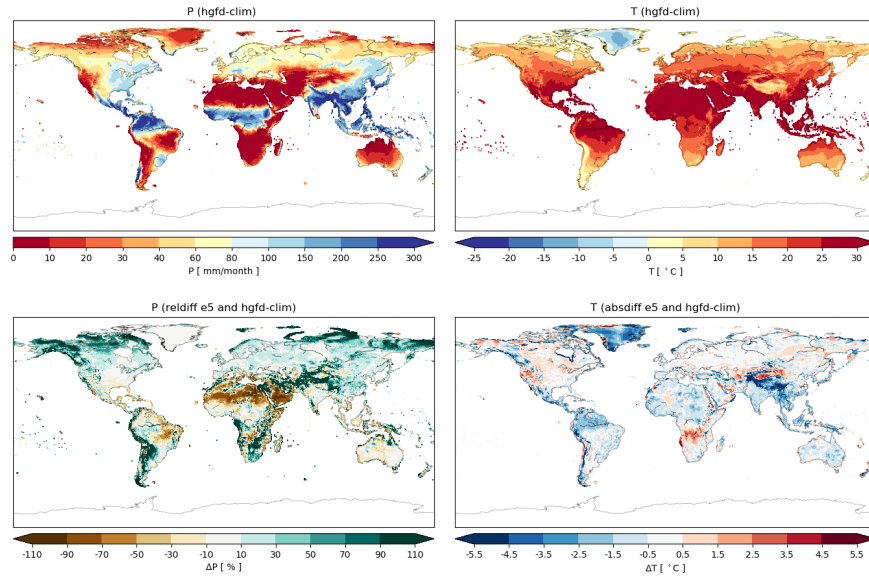 P (hgfd-clim)
T (hgfd-clim)
0 10 20 30 40 60 80 100 150 200 250 300
P [ mm/month ]
-25 -20 -15 -10 -5 0 5 10 15 20 25 30
T [ °C ]
P (reldiff e5 and hgfd-clim)
T (absdiff e5 and hgfd-clim)
-110 -90 -70 -50 -30 -10 10 30 50 70 90 110
ΔP [ % ]
-5.5 -4.5 -3.5 -2.5 -1.5 -0.5 0.5 1.5 2.5 3.5 4.5 5.5
ΔT [ °C ]